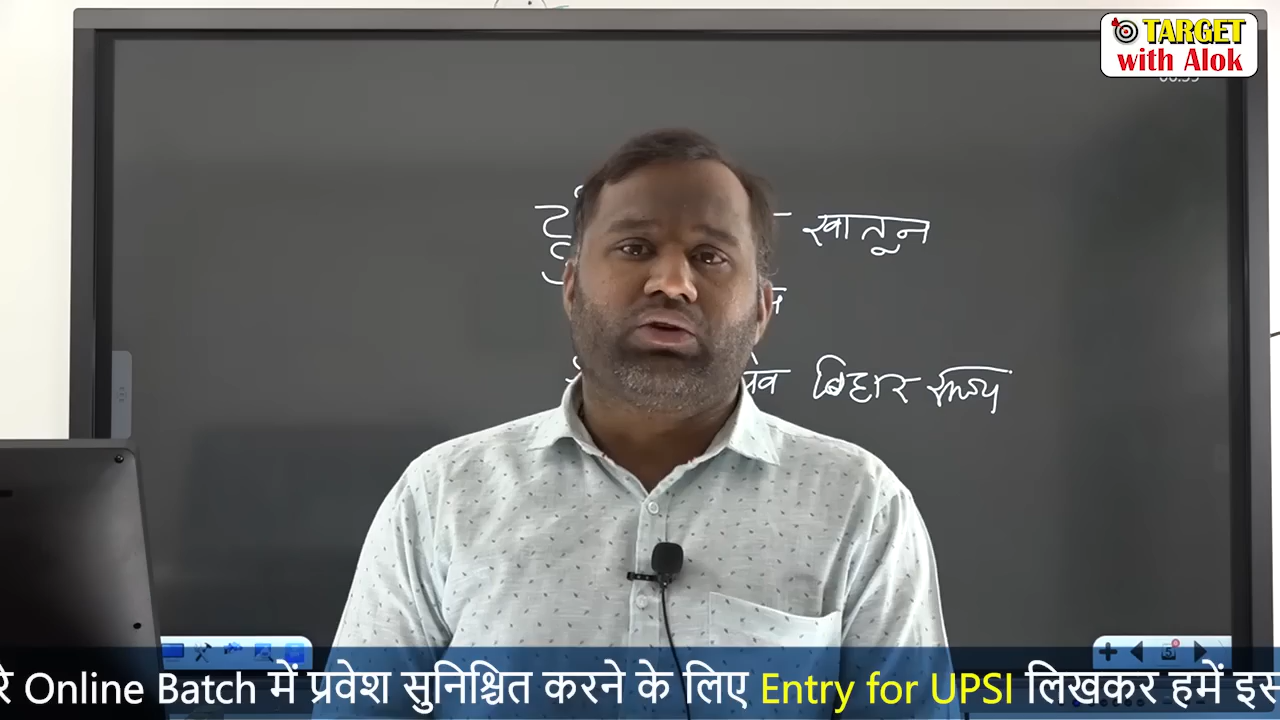 TARGET
with Alok
खातून
बिहार राज्य
रे Online Batch में प्रवेश सुनिश्चित करने के लिए Entry for UPSI लिखकर हमें इस